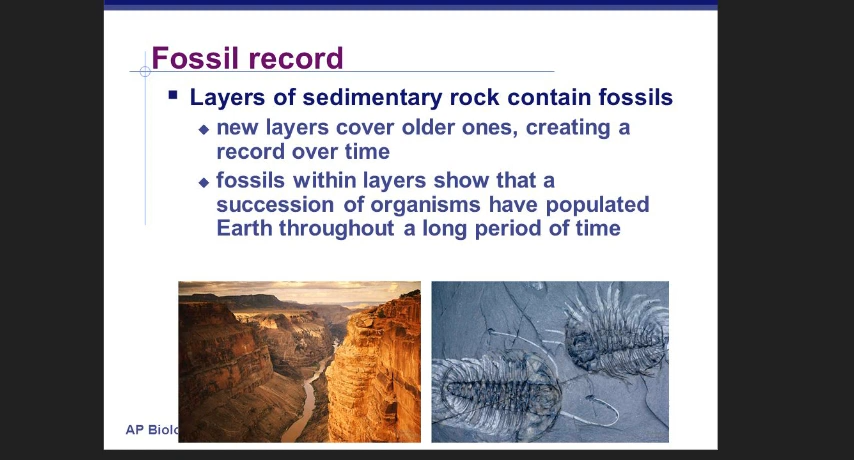 Fossil record
Layers of sedimentary rock contain fossils
new layers cover older ones, creating a
record over time
fossils within layers show that a
succession of organisms have populated
Earth throughout a long period of time
AP